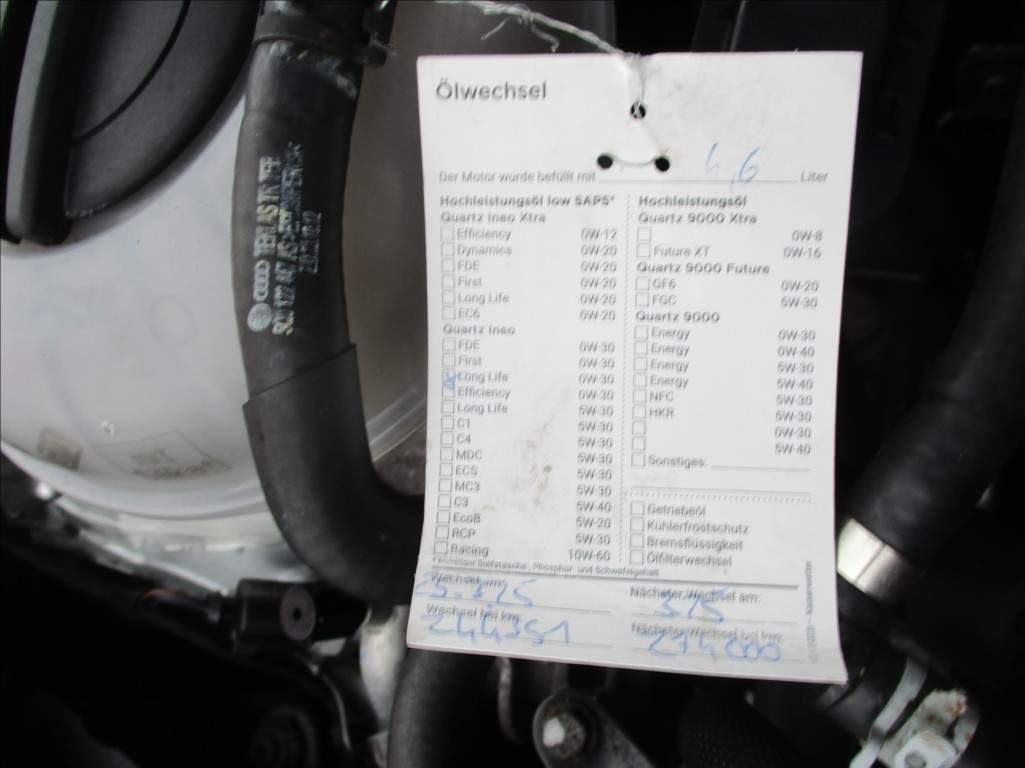 Ölwechsel
Der Motor wurde befüllt mit 4,6 Liter
Hochleistungsöl low SAPS*
Quartz Ineo Xtra
Efficiency 0W-12
Dynamics 0W-20
FDE 0W-20
First 0W-20
Long Life 0W-20
EC6 0W-20
Quartz Ineo
FDE 0W-30
First 0W-30
Long Life 0W-30
Efficiency 0W-30
Long Life 5W-30
C1 5W-30
C4 5W-30
MDC 5W-30
ECS 5W-30
MC3 5W-30
C3 5W-40
EcoB 5W-20
RCP 5W-30
Racing 10W-60
Hochleistungsöl
Quartz 9000 Xtra
0W-8
Future XT 0W-16
Quartz 9000 Future
GF6 0W-20
FGC 5W-30
Quartz 9000
Energy 0W-30
Energy 0W-40
Energy 5W-30
Energy 5W-40
NFC 5W-30
HKR 5W-30
0W-30
5W-40
Sonstiges:
Getriebeöl
Kühlerfrostschutz
Bremsflüssigkeit
Ölfilterwechsel
* niedriger Sulfatasche-, Phosphor- und Schwefelgehalt
Wechsel am:
Nächster Wechsel am:
Wechsel bei km:
244351
Nächster Wechsel bei km:
274000